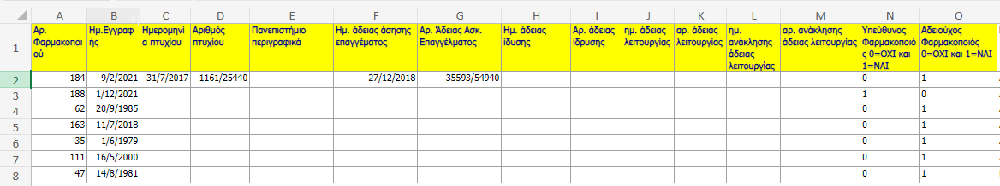 A B C D E F G H I J K L M N O
1 Αρ. Φαρμακοποιού Ημ.Εγγραφής Ημερομηνία πτυχίου Αριθμός πτυχίου Πανεπιστήμιο περιγραφικά Ημ. άδειας άσησης επαγγέματος Αρ. Άδειας Ασκ. Επαγγέλματος Ημ. άδειας ίδυσης Αρ. άδειας ίδρυσης ημ. άδειας λειτουργίας αρ. άδειας λειτουργίας ημ. ανάκλησης άδειας λειτουργίας αρ. ανάκλησης άδειας λειτουργίας Υπεύθυνος Φαρμακοποιός 0=ΟΧΙ και 1=ΝΑΙ Αδειούχος Φαρμακοποιός 0=ΟΧΙ και 1=ΝΑΙ
2 184 9/2/2021 31/7/2017 1161/25440 27/12/2018 35593/54940 0 1
3 188 1/12/2021 1 0
4 62 20/9/1985 0 1
5 163 11/7/2018 0 1
6 35 1/6/1979 0 1
7 111 16/5/2000 0 1
8 47 14/8/1981 0 1